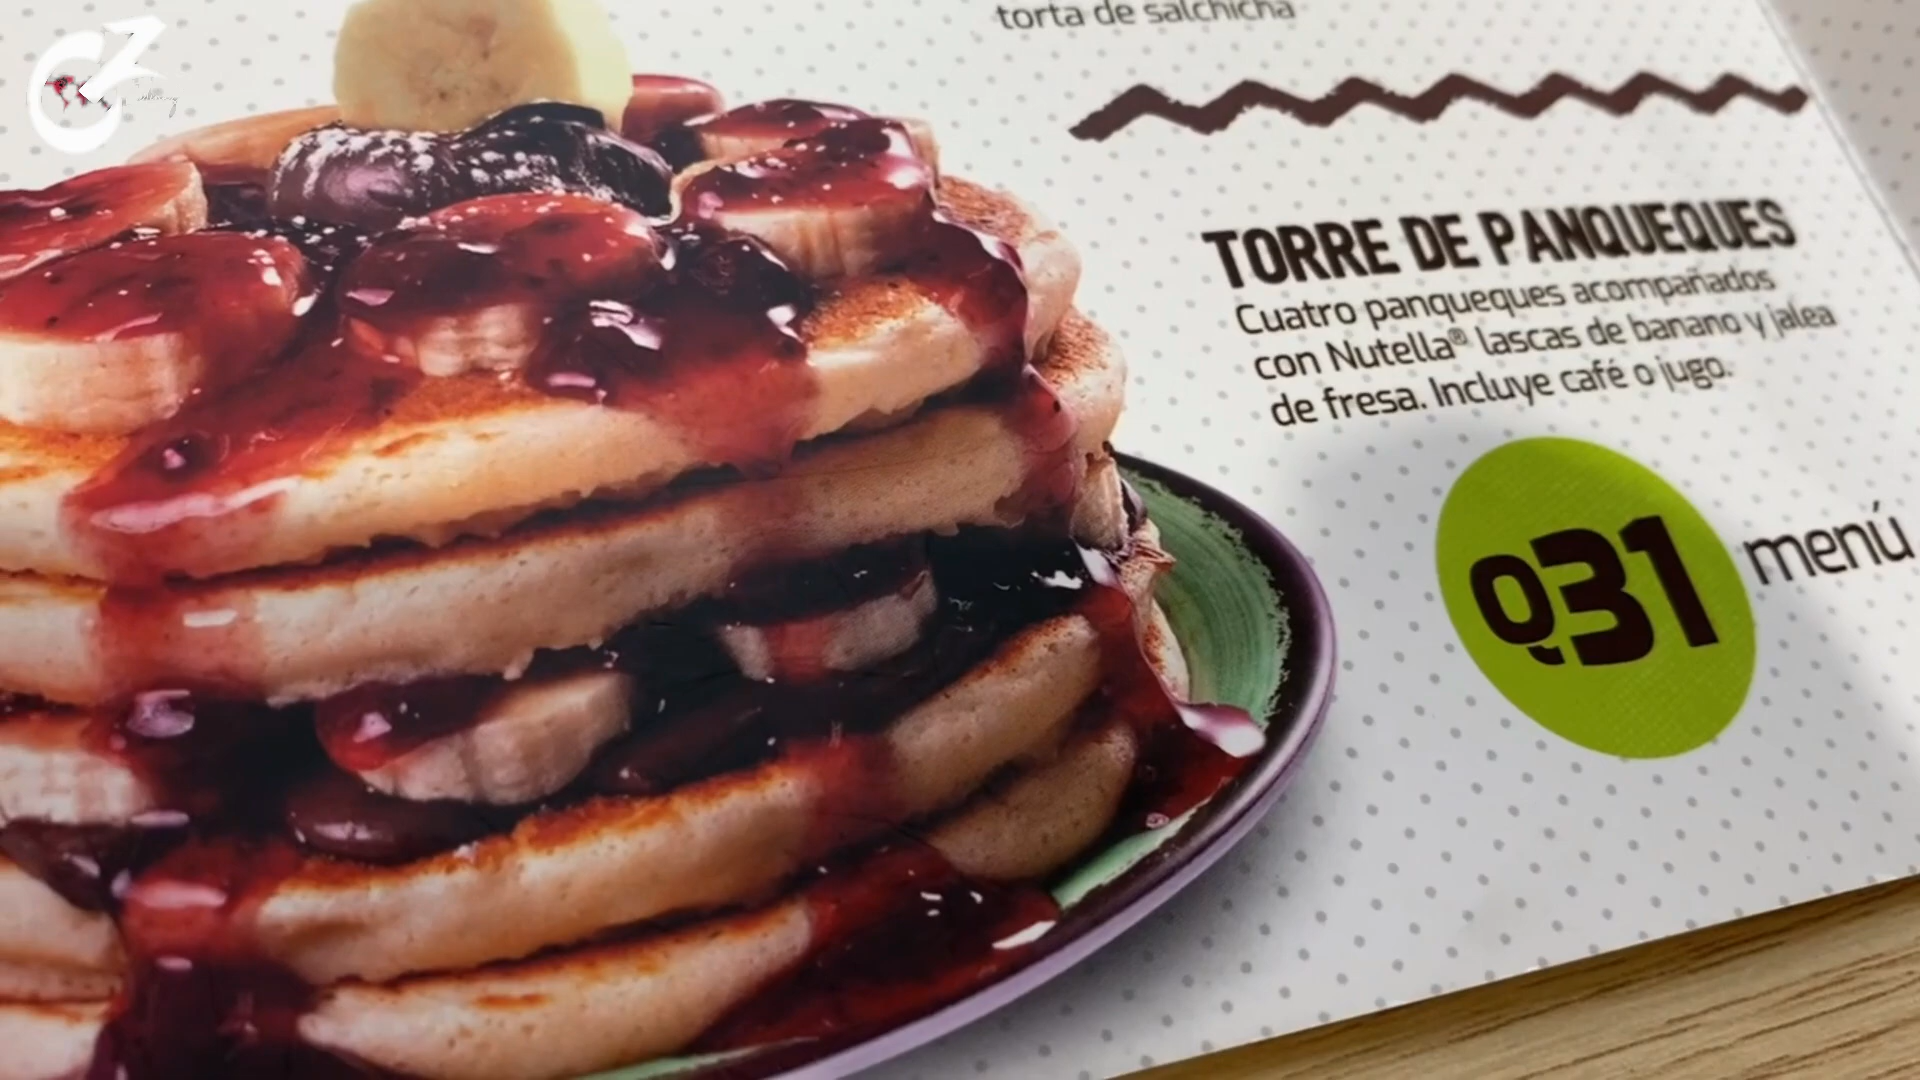 torta de salchicha
TORRE DE PANQUEQUES
Cuatro panqueques acompañados
con Nutella® lascas de banano y jalea
de fresa. Incluye café o jugo.
Q31 menú